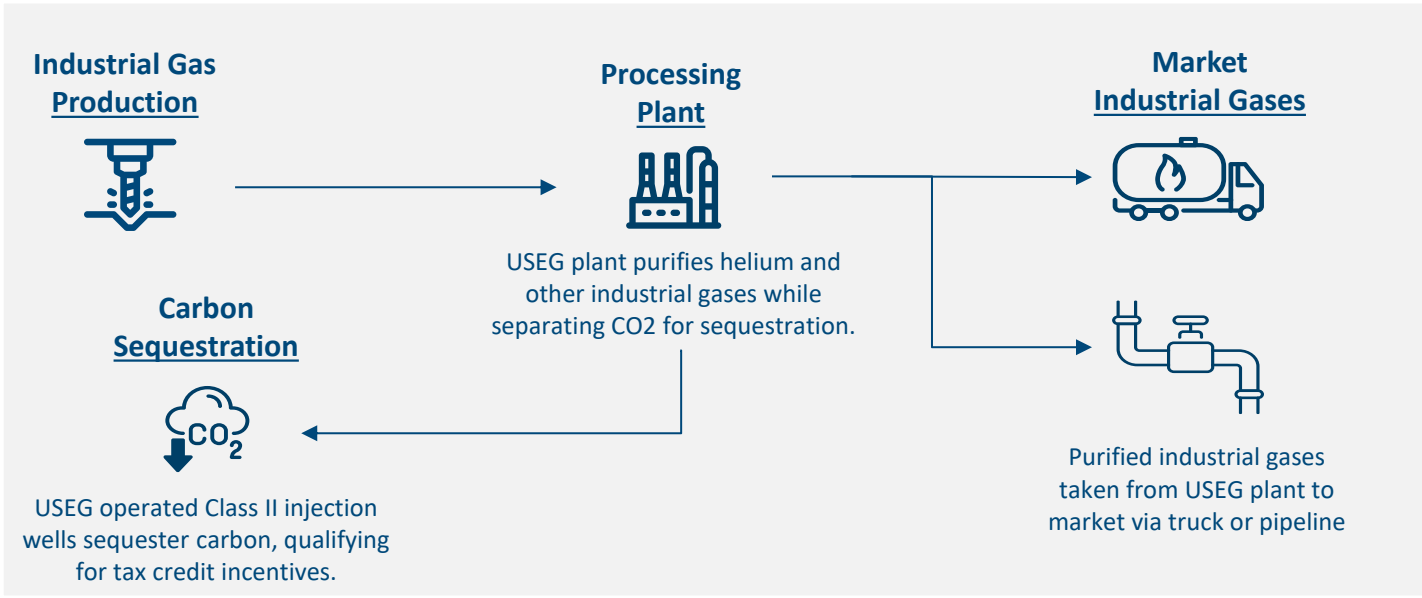 Industrial Gas
Production
Processing
Plant
USEG plant purifies helium and
other industrial gases while
separating CO2 for sequestration.
Market
Industrial Gases
Purified industrial gases
taken from USEG plant to
market via truck or pipeline
Carbon
Sequestration
CO2
USEG operated Class II injection
wells sequester carbon, qualifying
for tax credit incentives.